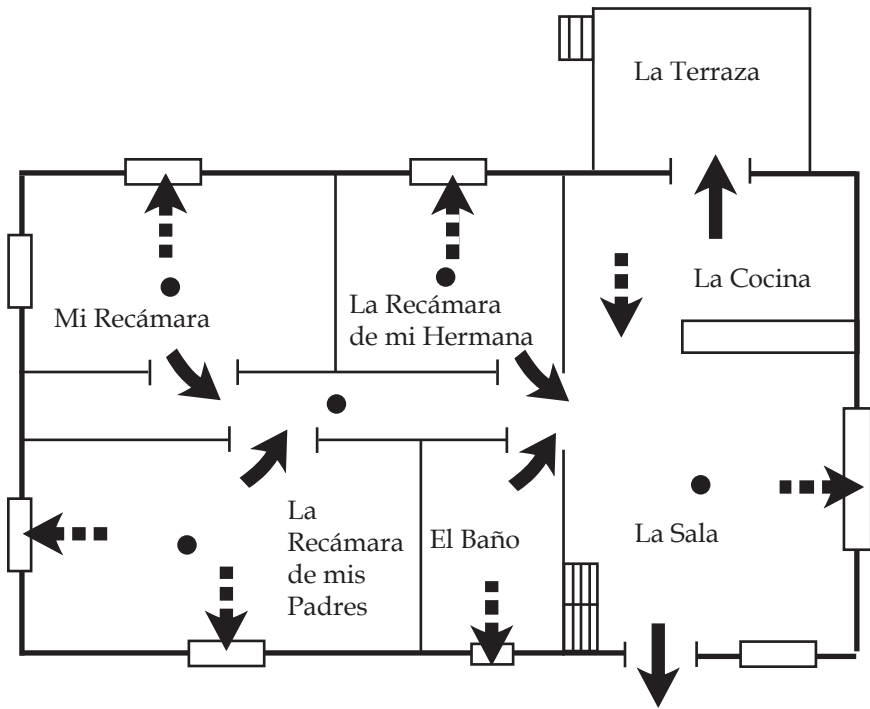 La Terraza
La Cocina
Mi Recámara
La Recámara
de mi Hermana
La
Recámara
de mis
Padres
El Baño
La Sala